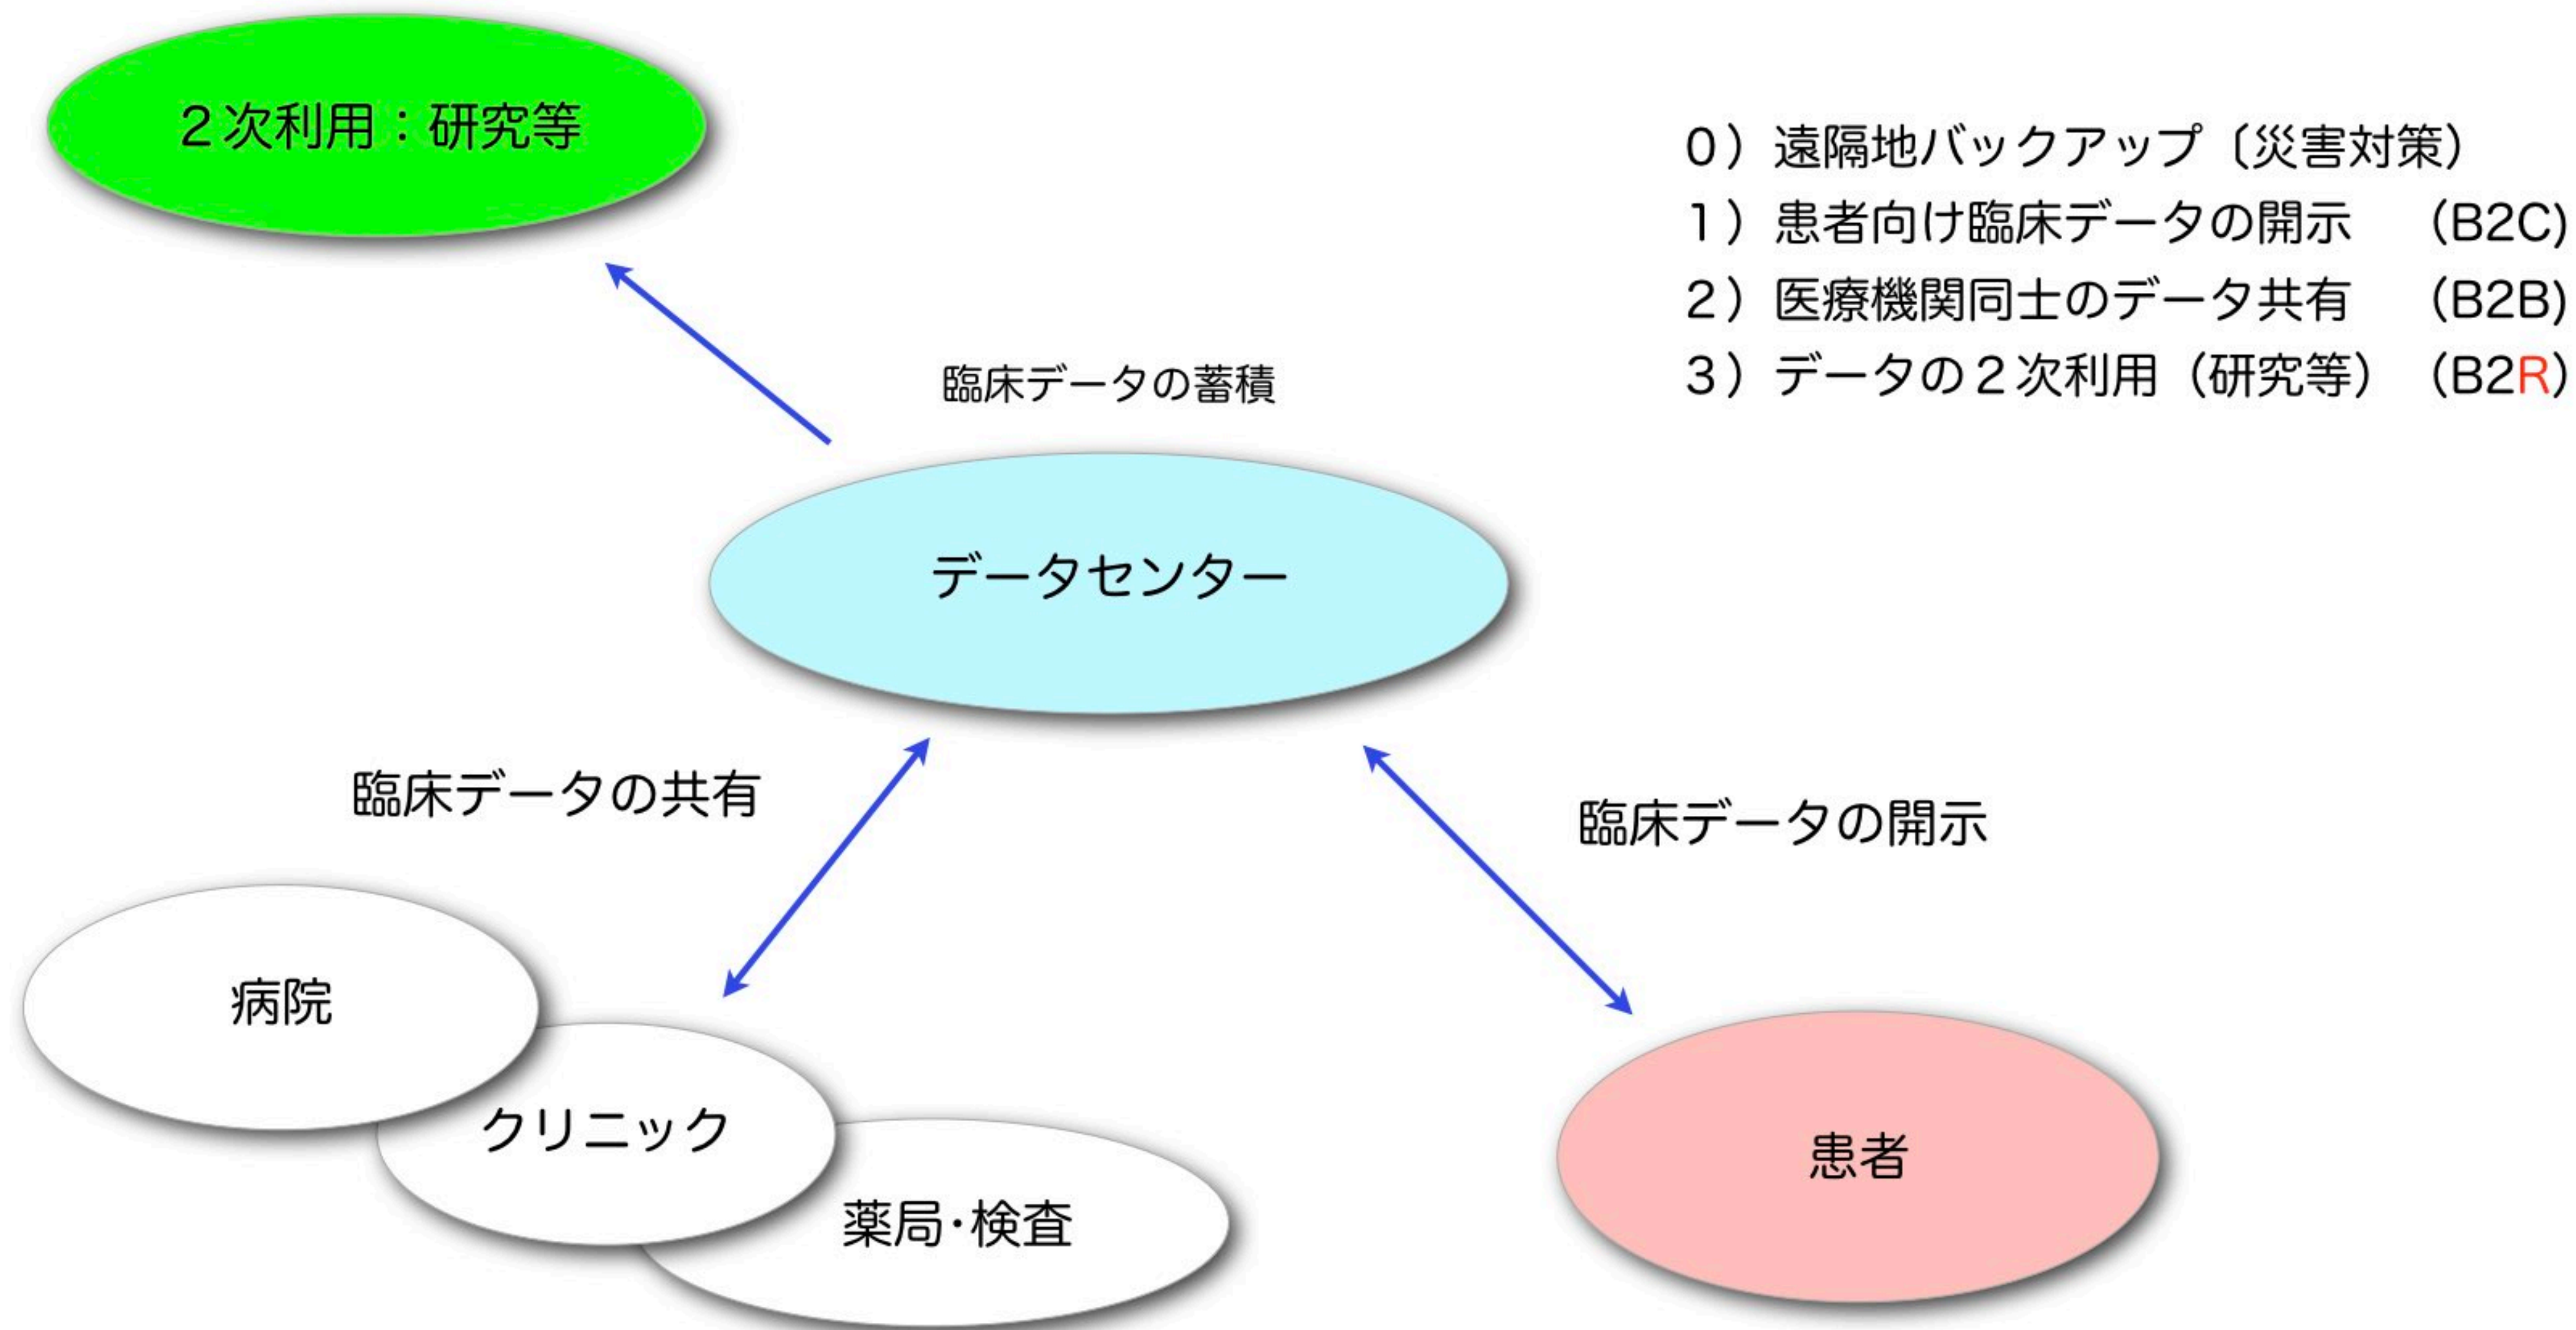 ２次利用：研究等
０）遠隔地バックアップ〔災害対策）
１）患者向け臨床データの開示　（B2C)
２）医療機関同士のデータ共有　（B2B)
３）データの２次利用（研究等）（B2R）
臨床データの蓄積
データセンター
臨床データの共有
臨床データの開示
病院
クリニック
薬局･検査
患者